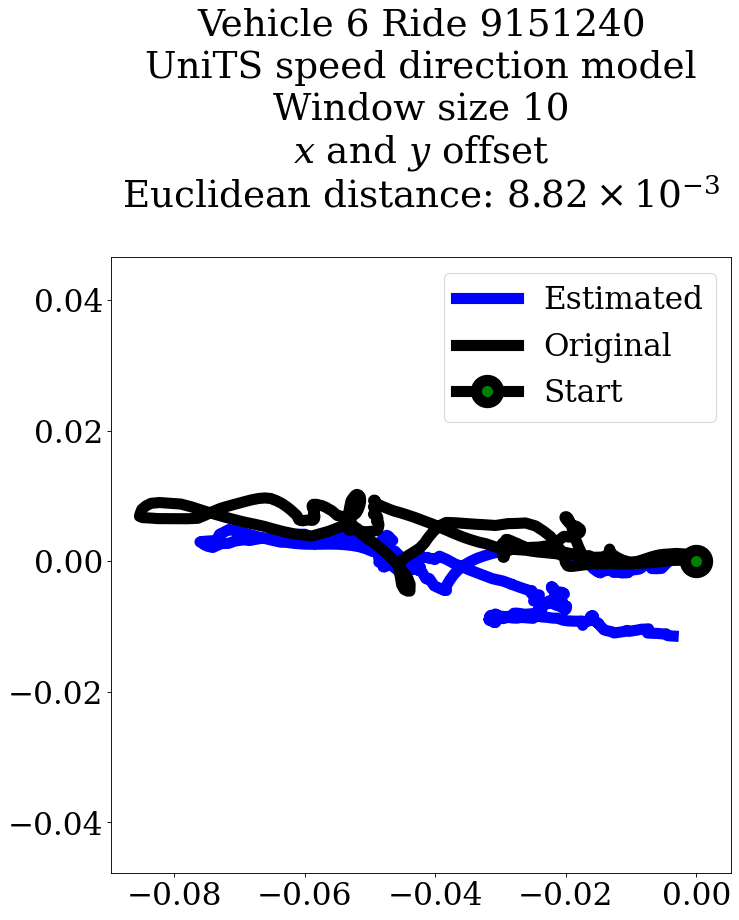 Vehicle 6 Ride 9151240
UniTS speed direction model
Window size 10
x and y offset
Euclidean distance: 8.82 × 10⁻³
Estimated
Original
Start
0.04
0.02
0.00
−0.02
−0.04
−0.08
−0.06
−0.04
−0.02
0.00